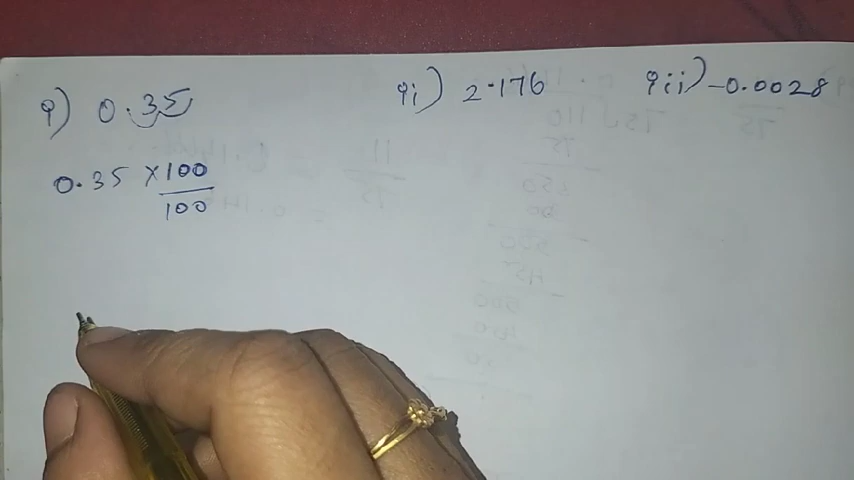 i) 0.35
ii) 2.176
iii) -0.0028
0.35 × 100
100